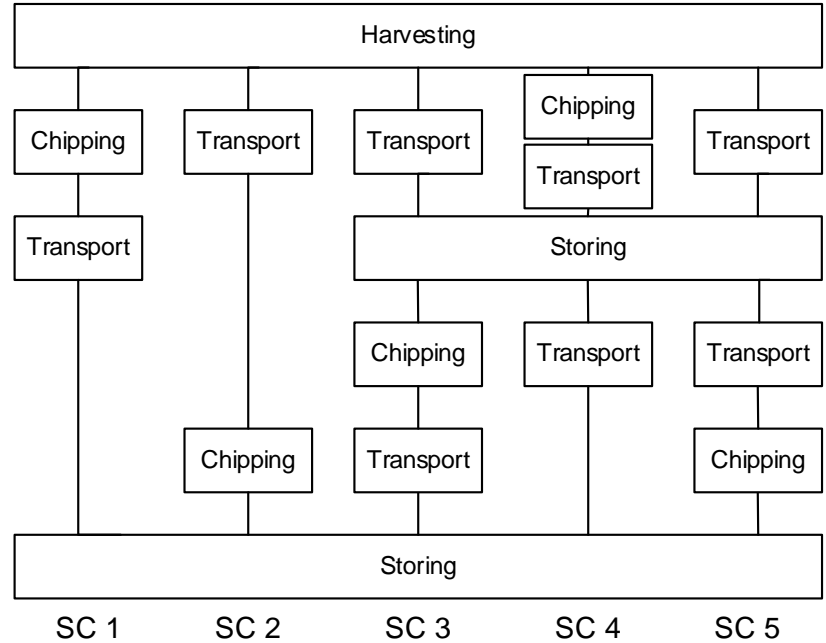 Harvesting
Chipping
Chipping
Transport
Transport
Transport
Transport
Transport
Storing
Chipping
Transport
Transport
Chipping
Transport
Chipping
Storing
SC 1
SC 2
SC 3
SC 4
SC 5